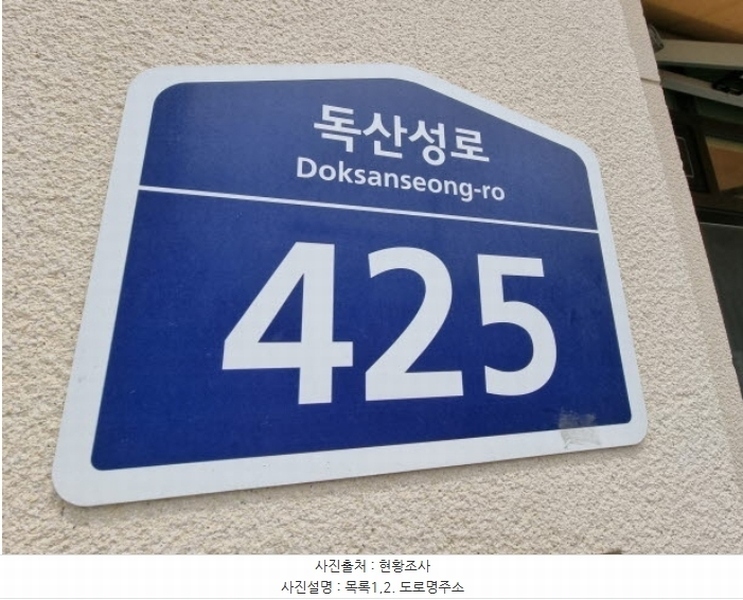 독산성로
Doksanseong-ro
425
사진출처 : 현황조사
사진설명 : 목록1,2. 도로명주소